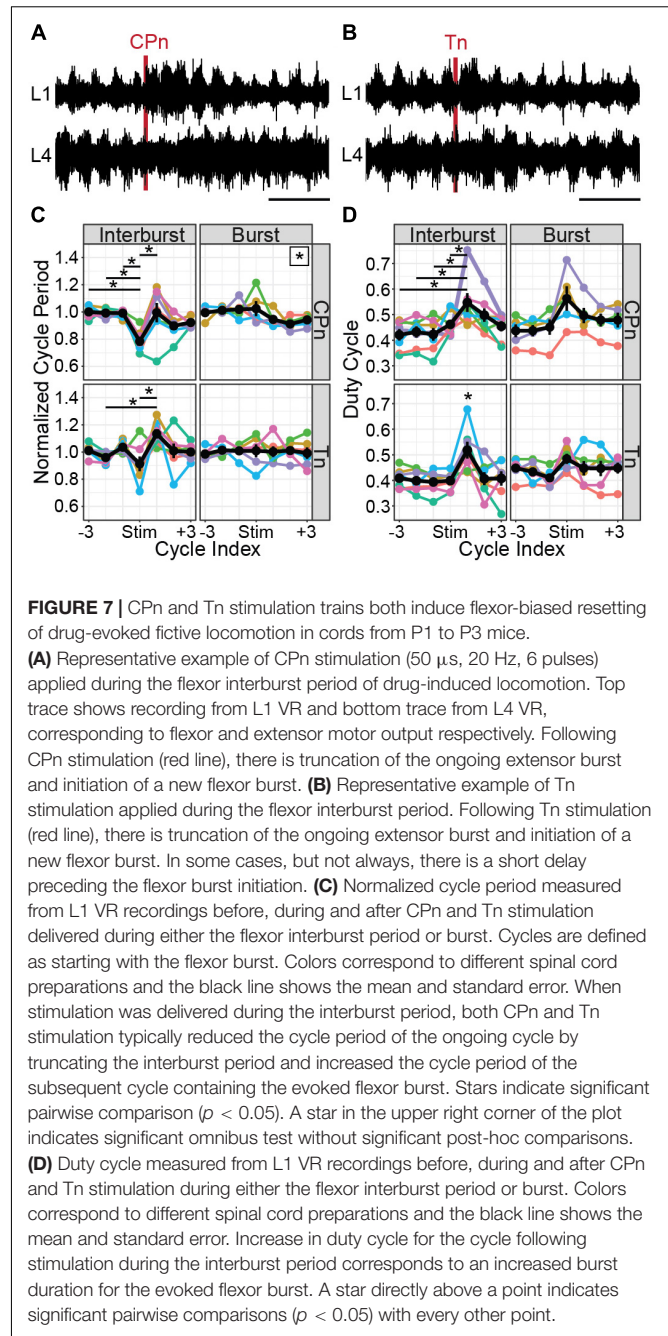 A
B
CPn
Tn
L1
L1
L4
L4
C
D
Interburst
Burst
Interburst
Burst
*
*
*
*
*
*
*
*
*
*
1.4
1.2
1.0
0.8
0.6
CPn
0.7
0.6
0.5
0.4
0.3
CPn
Normalized Cycle Period
Duty Cycle
*
*
*
1.4
1.2
1.0
0.8
0.6
Tn
0.7
0.6
0.5
0.4
0.3
Tn
-3 Stim +3 -3 Stim +3
Cycle Index
-3 Stim +3 -3 Stim +3
Cycle Index
FIGURE 7 | CPn and Tn stimulation trains both induce flexor-biased resetting
of drug-evoked fictive locomotion in cords from P1 to P3 mice.
(A) Representative example of CPn stimulation (50 μs, 20 Hz, 6 pulses)
applied during the flexor interburst period of drug-induced locomotion. Top
trace shows recording from L1 VR and bottom trace from L4 VR,
corresponding to flexor and extensor motor output respectively. Following
CPn stimulation (red line), there is truncation of the ongoing extensor burst
and initiation of a new flexor burst. (B) Representative example of Tn
stimulation applied during the flexor interburst period. Following Tn stimulation
(red line), there is truncation of the ongoing extensor burst and initiation of a
new flexor burst. In some cases, but not always, there is a short delay
preceding the flexor burst initiation. (C) Normalized cycle period measured
from L1 VR recordings before, during and after CPn and Tn stimulation
delivered during either the flexor interburst period or burst. Cycles are defined
as starting with the flexor burst. Colors correspond to different spinal cord
preparations and the black line shows the mean and standard error. When
stimulation was delivered during the interburst period, both CPn and Tn
stimulation typically reduced the cycle period of the ongoing cycle by
truncating the interburst period and increased the cycle period of the
subsequent cycle containing the evoked flexor burst. Stars indicate significant
pairwise comparison (p < 0.05). A star in the upper right corner of the plot
indicates significant omnibus test without significant post-hoc comparisons.
(D) Duty cycle measured from L1 VR recordings before, during and after CPn
and Tn stimulation during either the flexor interburst period or burst. Colors
correspond to different spinal cord preparations and the black line shows the
mean and standard error. Increase in duty cycle for the cycle following
stimulation during the interburst period corresponds to an increased burst
duration for the evoked flexor burst. A star directly above a point indicates
significant pairwise comparisons (p < 0.05) with every other point.